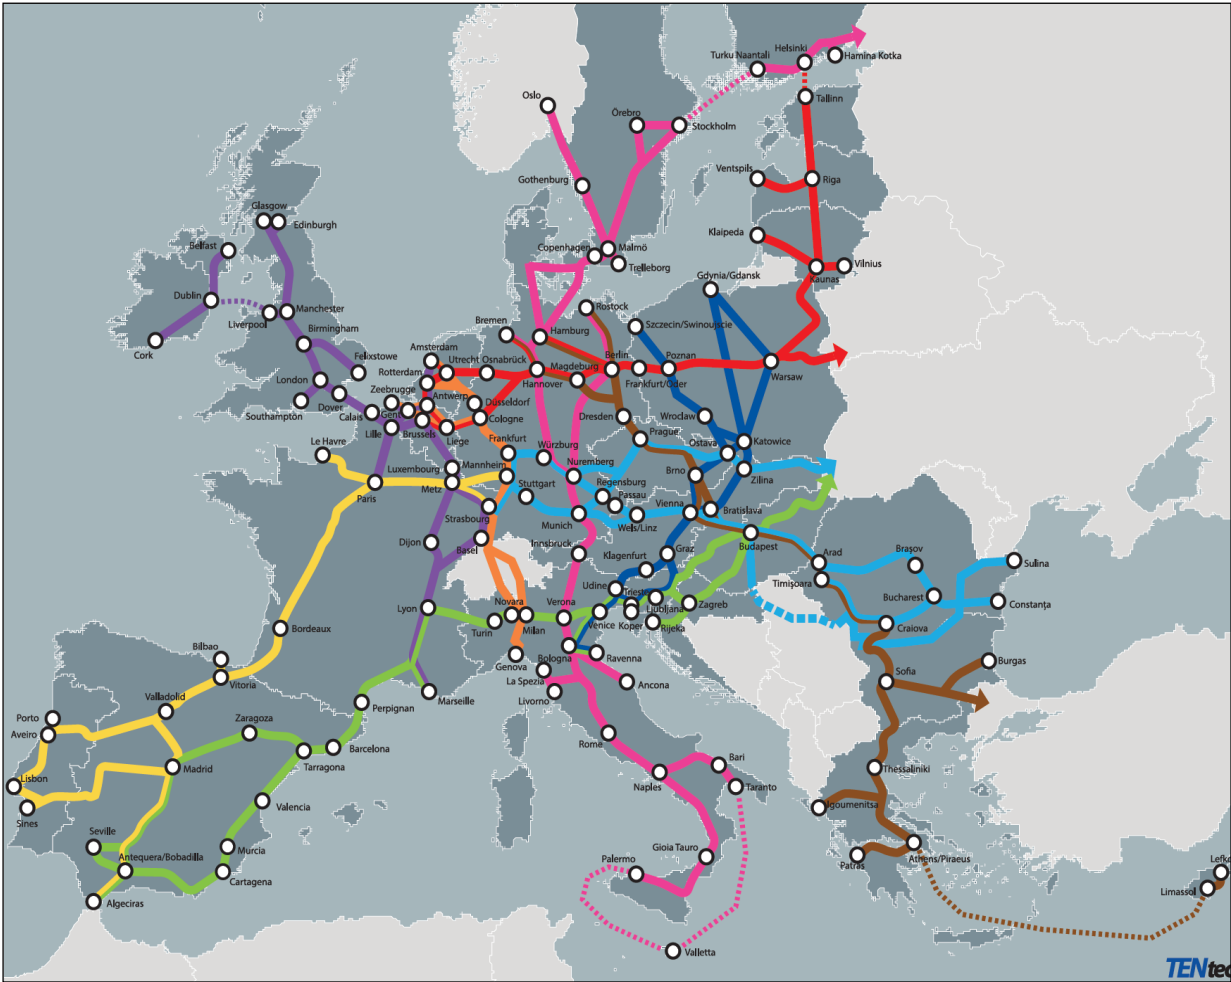 Helsinki
Turku Naantali
Hamina Kotka
Oslo
Tallinn
Örebro
Stockholm
Ventspils
Riga
Gothenburg
Glasgow
Edinburgh
Klaipeda
Belfast
Copenhagen
Malmö
Trelleborg
Vilnius
Kaunas
Gdynia/Gdansk
Dublin
Manchester
Rostock
Liverpool
Bremen
Hamburg
Szczecin/Swinoujscie
Birmingham
Cork
Amsterdam
Felixstowe
Utrecht
Osnabrück
Magdeburg
Berlin
Poznan
Rotterdam
Hannover
Frankfurt/Oder
Warsaw
London
Zeebrugge
Antwerp
Düsseldorf
Southampton
Dover
Calais
Gent
Cologne
Dresden
Wroclaw
Lille
Brussels
Liege
Prague
Le Havre
Frankfurt
Würzburg
Ostava
Katowice
Luxembourg
Mannheim
Nuremberg
Brno
Zilina
Paris
Metz
Stuttgart
Regensburg
Passau
Strasbourg
Vienna
Bratislava
Munich
Wels/Linz
Dijon
Basel
Innsbruck
Graz
Budapest
Klagenfurt
Arad
Braşov
Sulina
Udine
Timişoara
Trieste
Bucharest
Novara
Verona
Ljubljana
Zagreb
Constanţa
Lyon
Turin
Milan
Venice
Koper
Rijeka
Craiova
Bordeaux
Bilbao
Genova
Bologna
Ravenna
Burgas
Vitoria
La Spezia
Ancona
Sofia
Marseille
Livorno
Valladolid
Perpignan
Porto
Zaragoza
Aveiro
Rome
Barcelona
Tarragona
Bari
Madrid
Thessaliniki
Lisbon
Naples
Taranto
Valencia
Igoumenitsa
Sines
Seville
Murcia
Athens/Piraeus
Gioia Tauro
Patras
Antequera/Bobadilla
Palermo
Lefko
Cartagena
Limassol
Algeciras
Valletta
TENtec